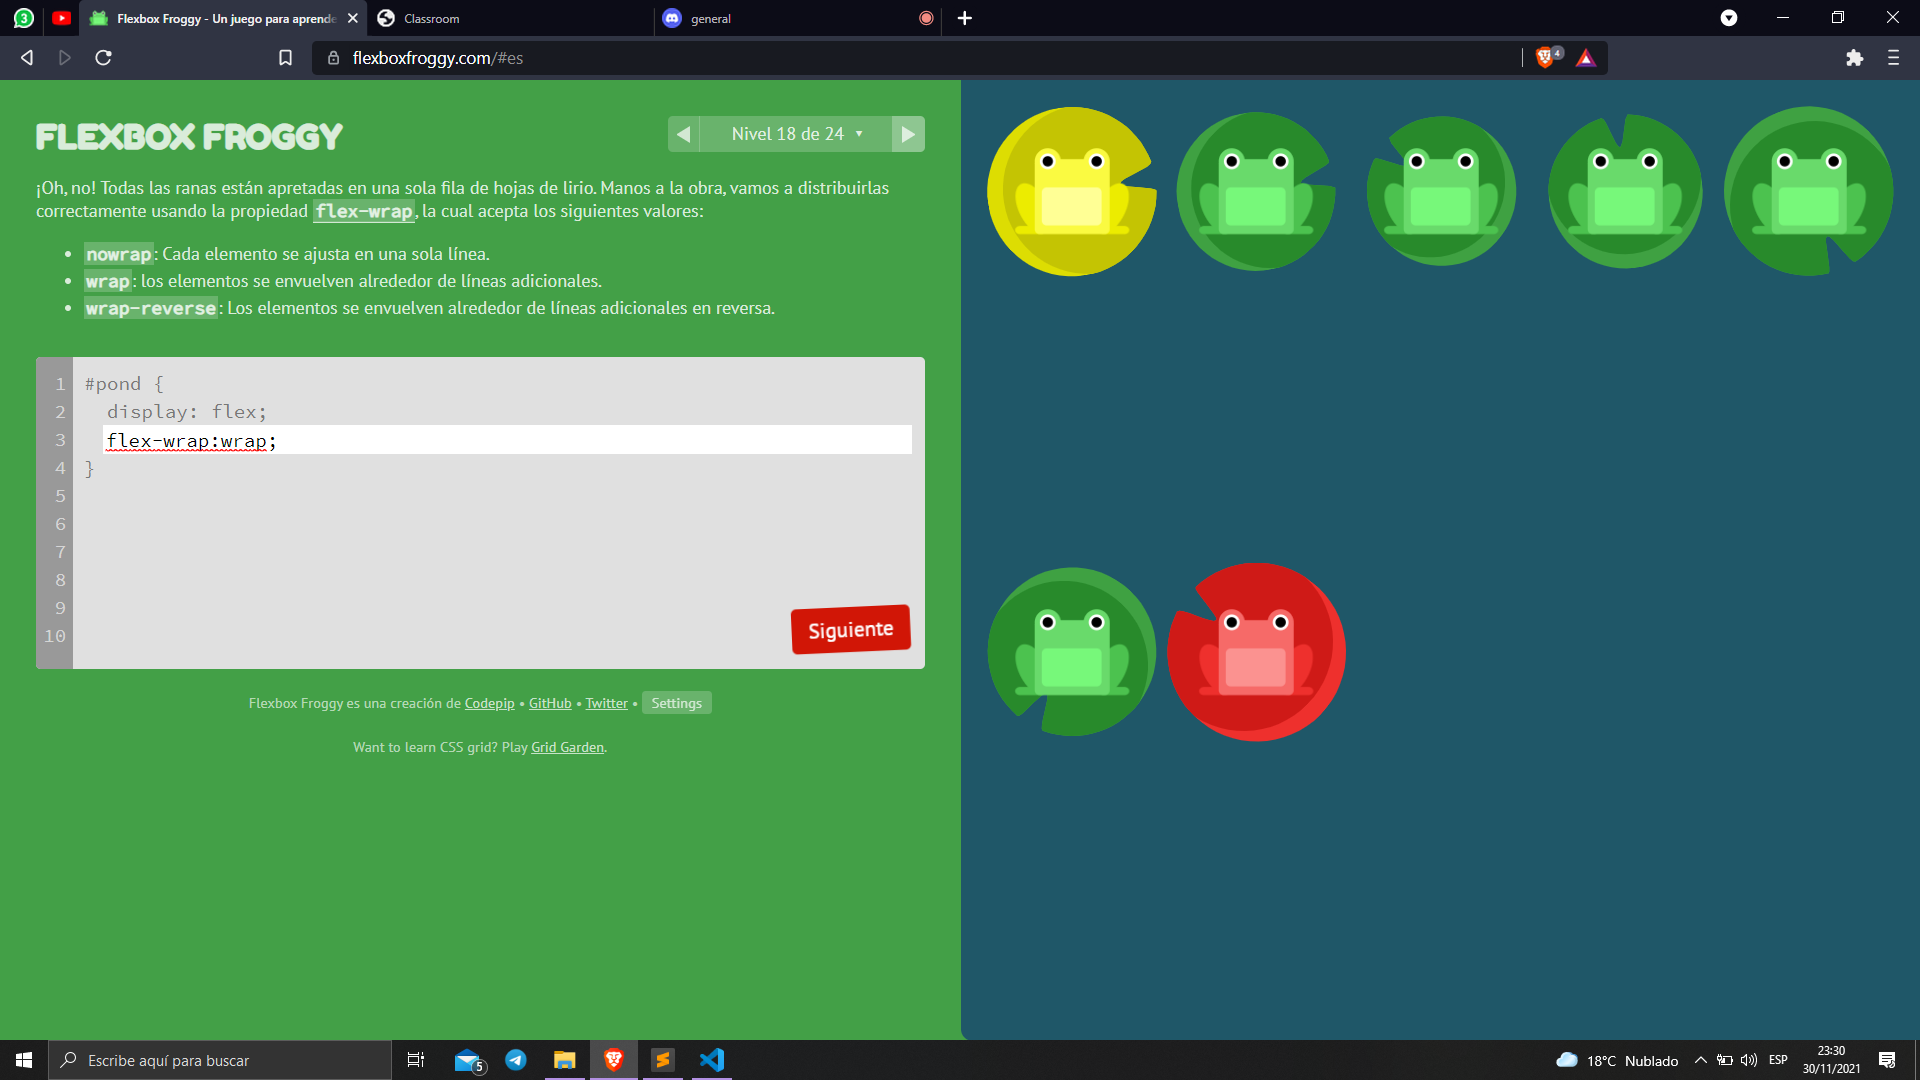 3
Flexbox Froggy - Un juego para aprende
Classroom
general
flexboxfroggy.com/#es
4
FLEXBOX FROGGY
Nivel 18 de 24
¡Oh, no! Todas las ranas están apretadas en una sola fila de hojas de lirio. Manos a la obra, vamos a distribuirlas
correctamente usando la propiedad flex-wrap, la cual acepta los siguientes valores:
• nowrap: Cada elemento se ajusta en una sola línea.
• wrap: los elementos se envuelven alrededor de líneas adicionales.
• wrap-reverse: Los elementos se envuelven alrededor de líneas adicionales en reversa.
1 #pond {
2 display: flex;
3 flex-wrap:wrap;
4 }
5
6
7
8
9
10
Siguiente
Flexbox Froggy es una creación de Codepip • GitHub • Twitter • Settings
Want to learn CSS grid? Play Grid Garden.
Escribe aquí para buscar
5
18°C Nublado
ESP
23:30
30/11/2021